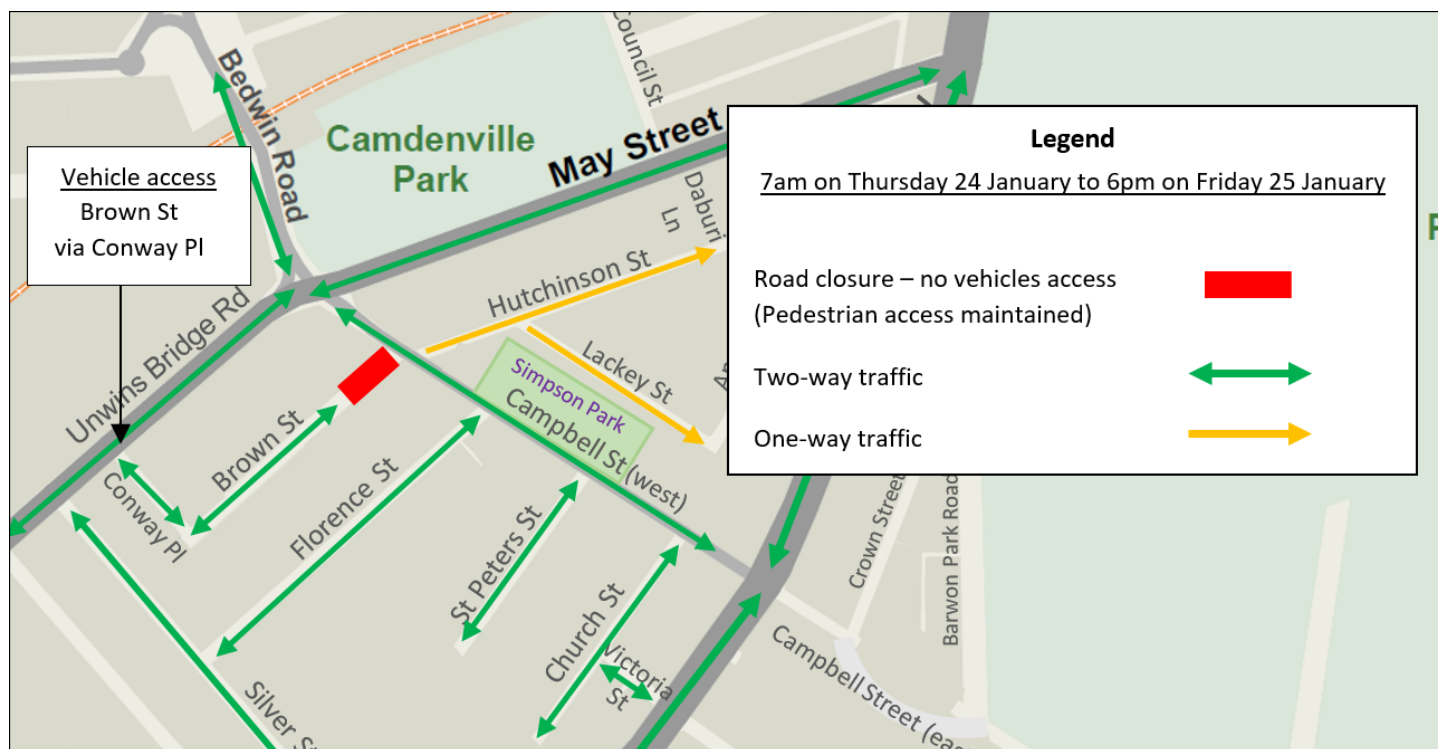 Council St
Bedwin Road
Camdenville
Park
May Street
Vehicle access
Brown St
via Conway Pl
Legend
7am on Thursday 24 January to 6pm on Friday 25 January
Road closure – no vehicles access
(Pedestrian access maintained)
Two-way traffic
One-way traffic
Daburi
Ln
Hutchinson St
Lackey St
Simpson Park
Campbell St (west)
Unwins Bridge Rd
Brown St
Conway Pl
Florence St
St Peters St
Church St
Victoria
St
Silver St
Crown Street
Barwon Park Road
Campbell Street (eas